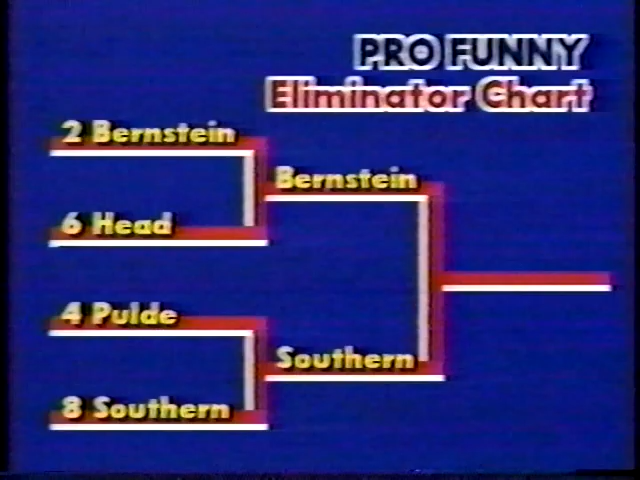 PRO FUNNY
Eliminator Chart
2 Bernstein
Bernstein
6 Head
4 Pulde
Southern
8 Southern